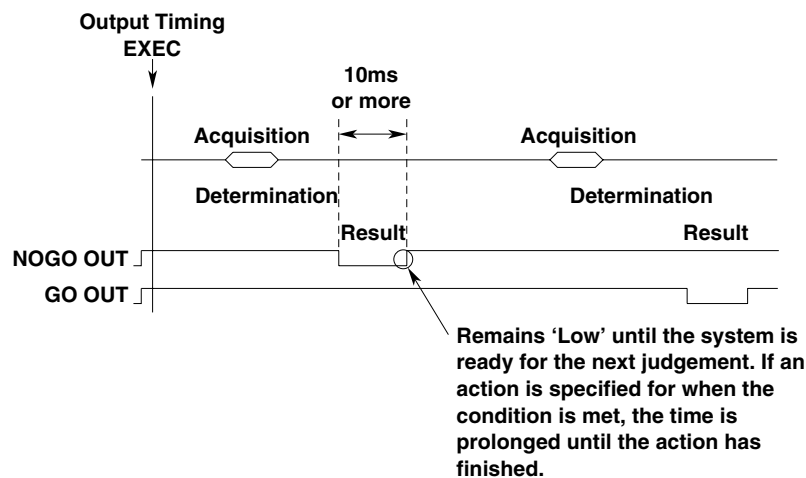 Output Timing
EXEC
10ms
or more
Acquisition
Acquisition
Determination
Determination
Result
Result
NOGO OUT
GO OUT
Remains ‘Low’ until the system is
ready for the next judgement. If an
action is specified for when the
condition is met, the time is
prolonged until the action has
finished.